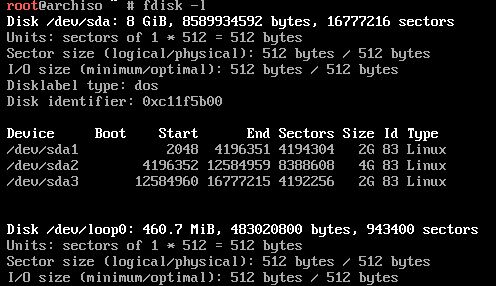 root@archiso ~ # fdisk -l
Disk /dev/sda: 8 GiB, 8589934592 bytes, 16777216 sectors
Units: sectors of 1 * 512 = 512 bytes
Sector size (logical/physical): 512 bytes / 512 bytes
I/O size (minimum/optimal): 512 bytes / 512 bytes
Disklabel type: dos
Disk identifier: 0xc11f5b00
Device     Boot    Start      End Sectors Size Id Type
/dev/sda1           2048  4196351 4194304   2G 83 Linux
/dev/sda2        4196352 12584959 8388608   4G 83 Linux
/dev/sda3       12584960 16777215 4192256   2G 83 Linux
Disk /dev/loop0: 460.7 MiB, 483020800 bytes, 943400 sectors
Units: sectors of 1 * 512 = 512 bytes
Sector size (logical/physical): 512 bytes / 512 bytes
I/O size (minimum/optimal): 512 bytes / 512 bytes